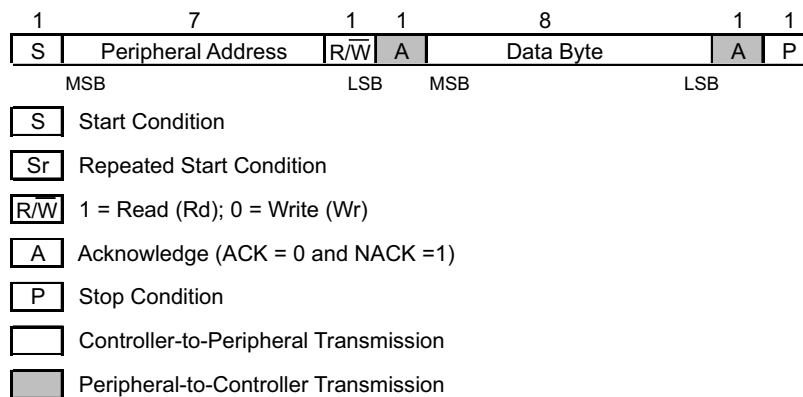 1 7 1 1 8 1 1
S Peripheral Address R/W̅ A Data Byte A P
MSB LSB MSB LSB
S Start Condition
Sr Repeated Start Condition
R/W̅ 1 = Read (Rd); 0 = Write (Wr)
A Acknowledge (ACK = 0 and NACK =1)
P Stop Condition
Controller-to-Peripheral Transmission
Peripheral-to-Controller Transmission